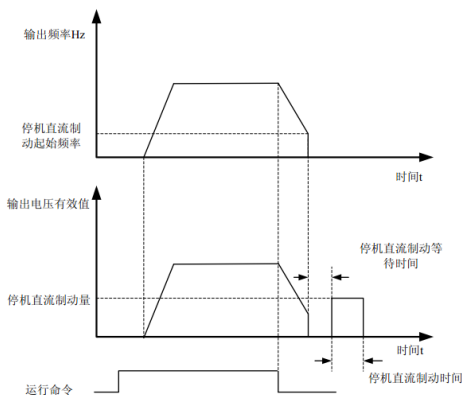 输出频率Hz
停机直流制
动起始频率
时间t
输出电压有效值
停机直流制动等
待时间
停机直流制动量
时间t
停机直流制动时间
运行命令